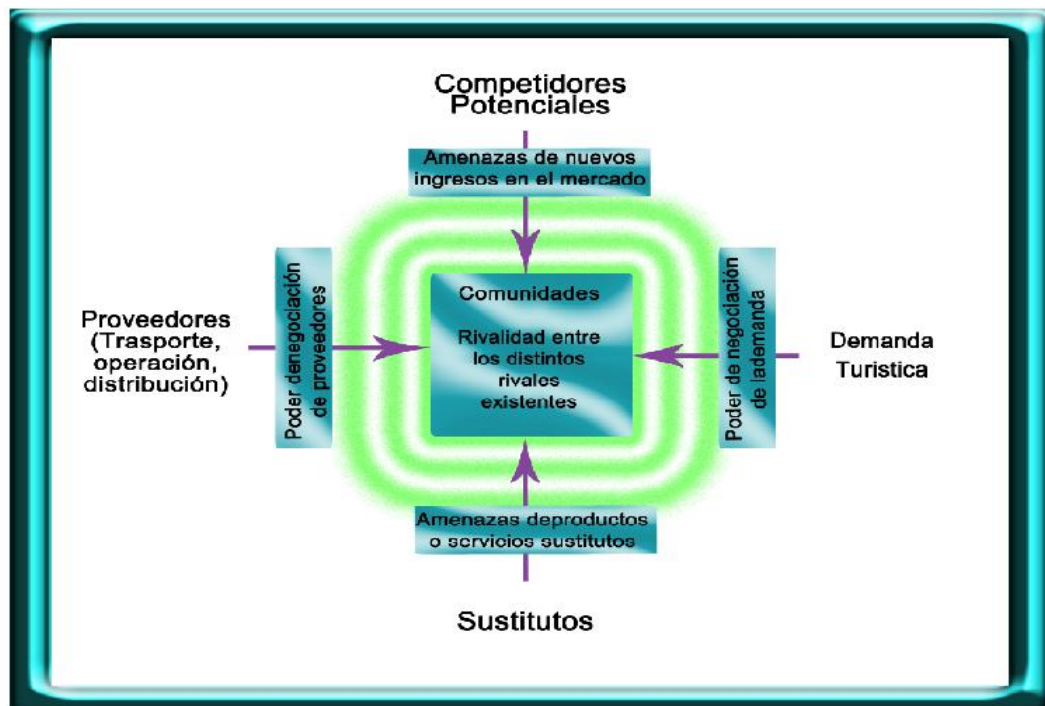 Competidores
Potenciales
Amenazas de nuevos
ingresos en el mercado
Proveedores
(Trasporte,
operación,
distribución)
Poder denegociación
de proveedores
Comunidades
Rivalidad entre
los distintos
rivales
existentes
Poder de negociación
de lademanda
Demanda
Turistica
Amenazas deproductos
o servicios sustitutos
Sustitutos